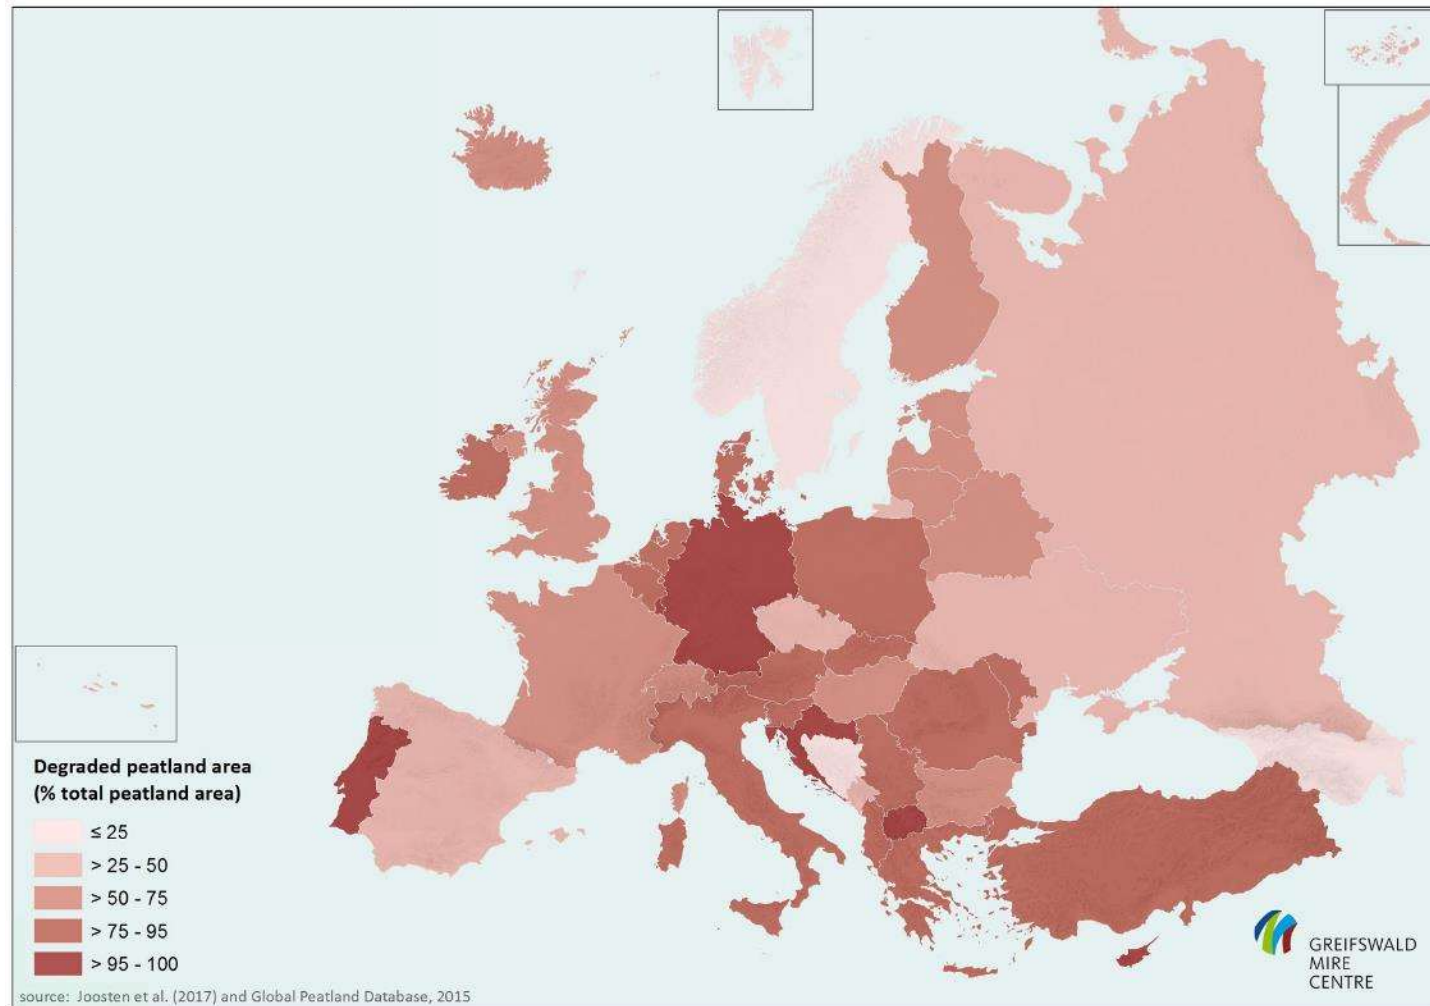 Degraded peatland area
(% total peatland area)
≤ 25
> 25 - 50
> 50 - 75
> 75 - 95
> 95 - 100
source: Joosten et al. (2017) and Global Peatland Database, 2015
GREIFSWALD
MIRE
CENTRE